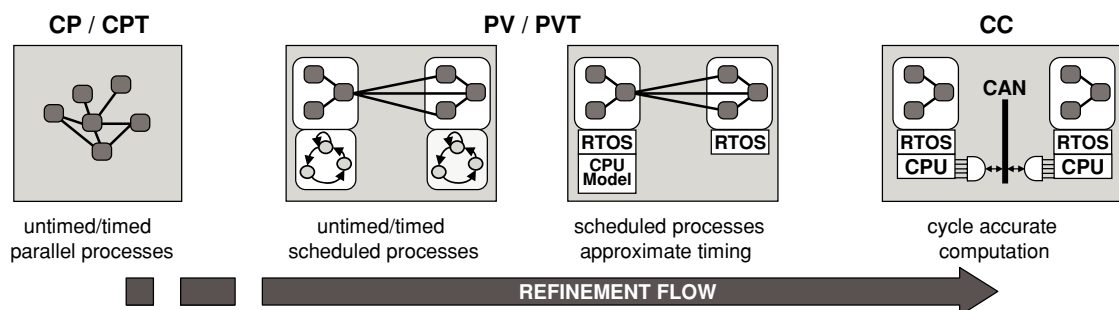 CP / CPT
PV / PVT
CC
CAN
RTOS
CPU
Model
RTOS
RTOS
CPU
RTOS
CPU
untimed/timed
parallel processes
untimed/timed
scheduled processes
scheduled processes
approximate timing
cycle accurate
computation
REFINEMENT FLOW